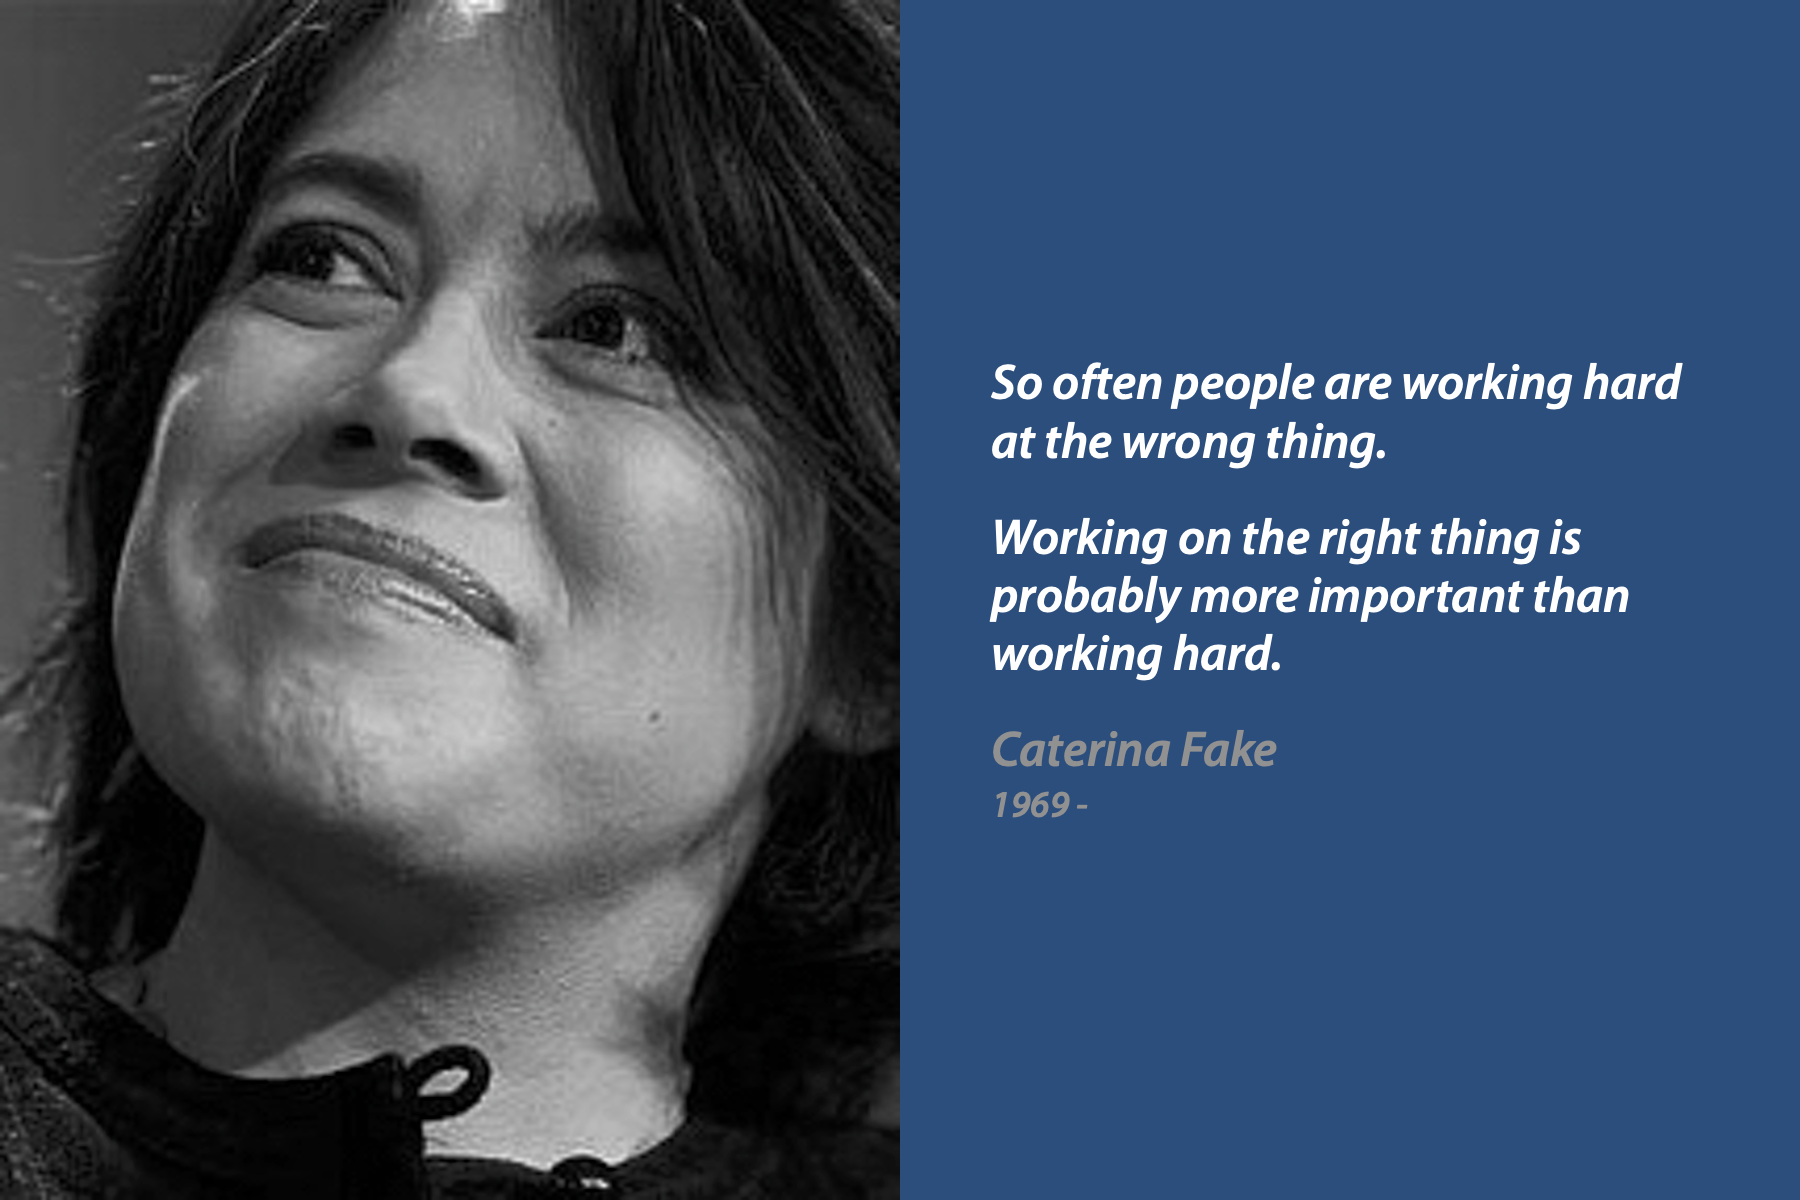 So often people are working hard
at the wrong thing.
Working on the right thing is
probably more important than
working hard.
Caterina Fake
1969 -